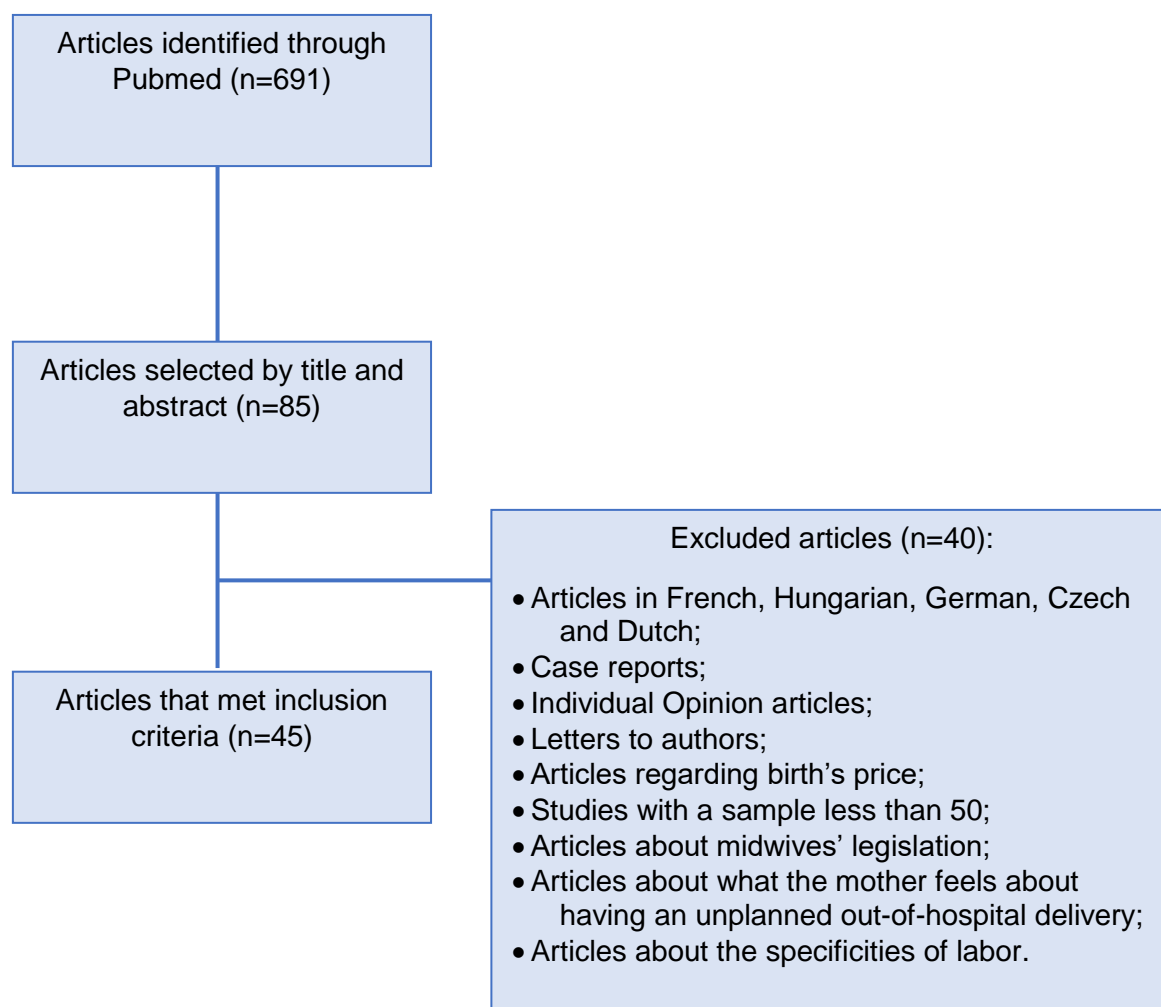 Articles identified through
Pubmed (n=691)
Articles selected by title and
abstract (n=85)
Excluded articles (n=40):
• Articles in French, Hungarian, German, Czech
and Dutch;
• Case reports;
• Individual Opinion articles;
• Letters to authors;
• Articles regarding birth’s price;
• Studies with a sample less than 50;
• Articles about midwives’ legislation;
• Articles about what the mother feels about
having an unplanned out-of-hospital delivery;
• Articles about the specificities of labor.
Articles that met inclusion
criteria (n=45)